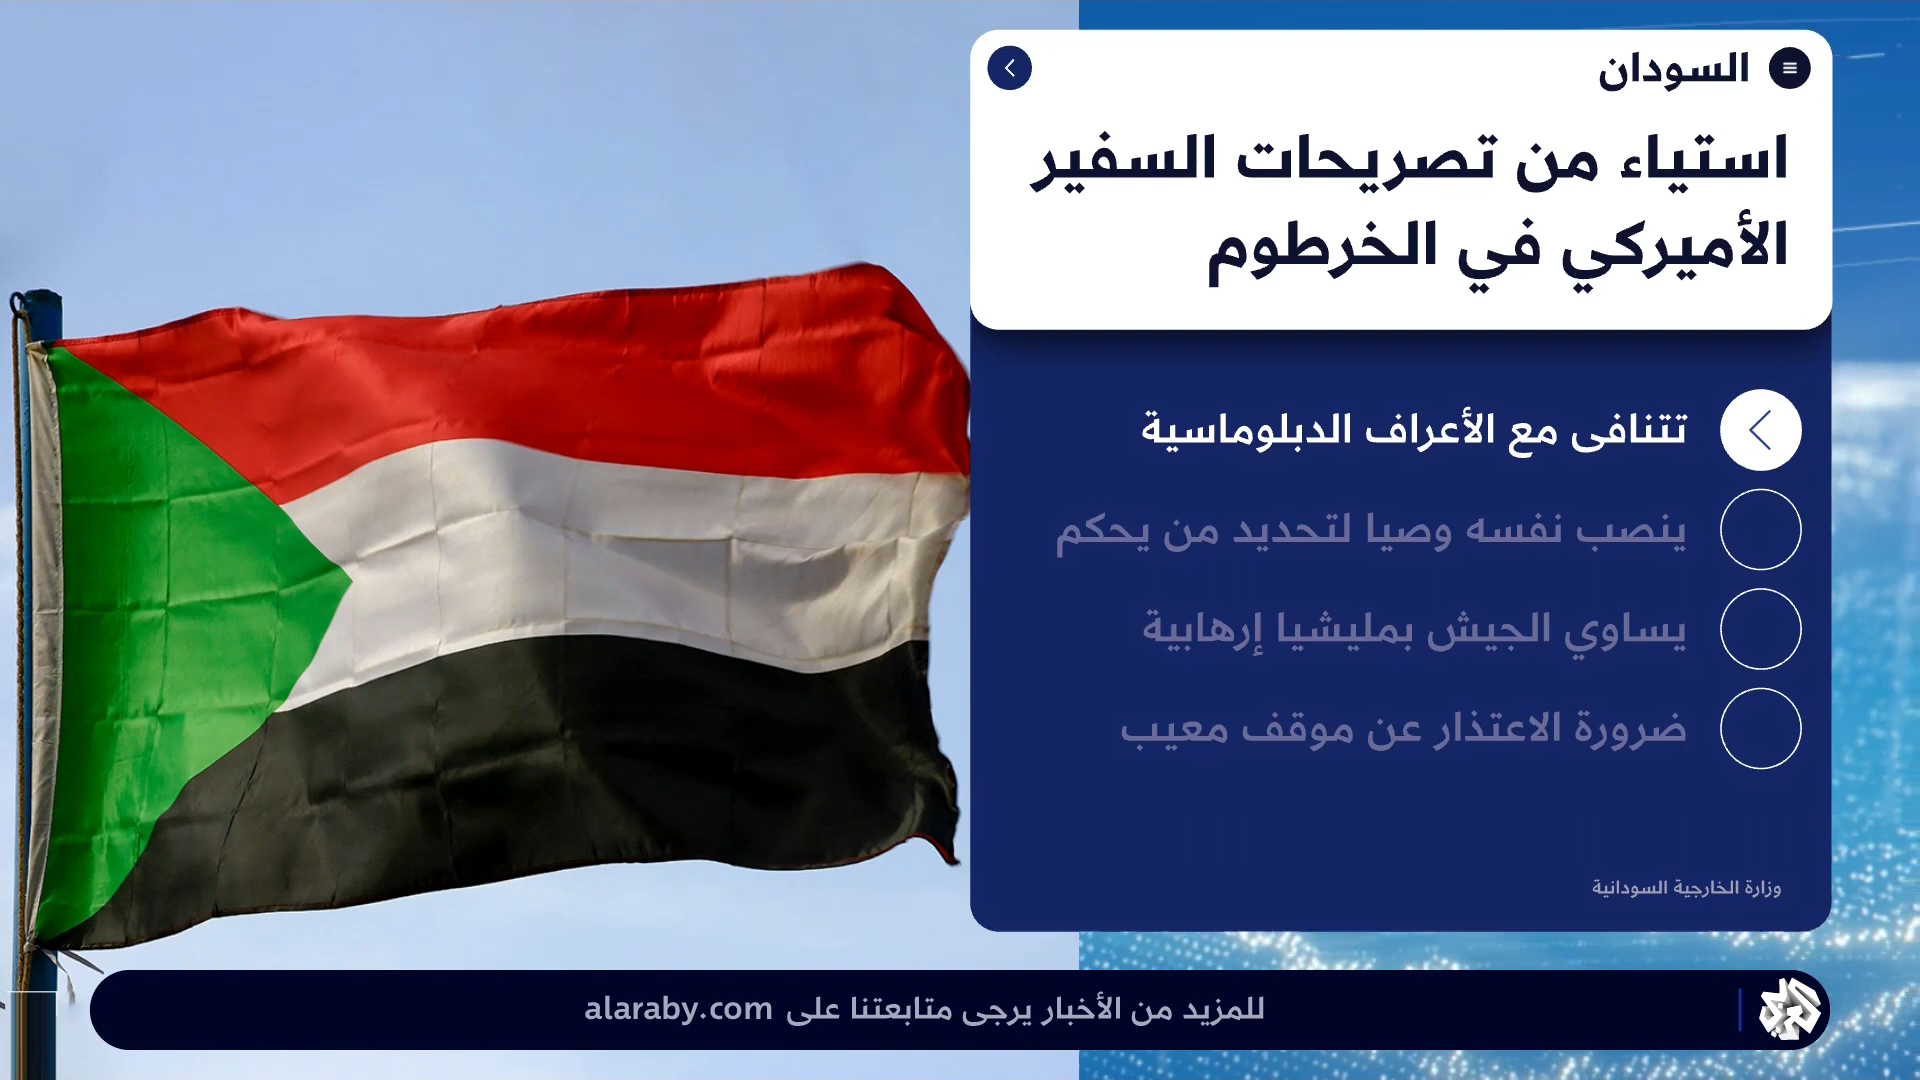 السودان
استياء من تصريحات السفير
الأميركي في الخرطوم
تتنافى مع الأعراف الدبلوماسية
ينصب نفسه وصيا لتحديد من يحكم
يساوي الجيش بمليشيا إرهابية
ضرورة الاعتذار عن موقف معيب
وزارة الخارجية السودانية
للمزيد من الأخبار يرجى متابعتنا على alaraby.com